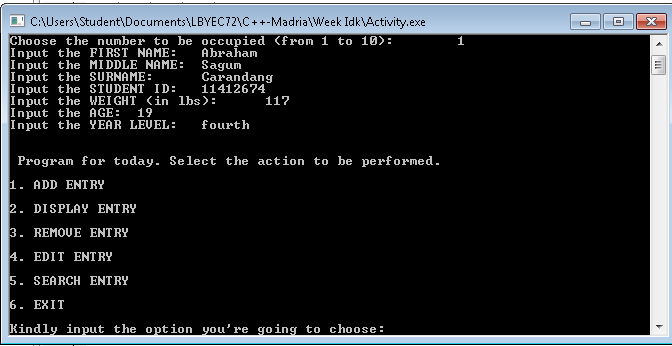 C:\Users\Student\Documents\LBYEC72\C++-Madria\Week Idk\Activity.exe
Choose the number to be occupied (from 1 to 10): 1
Input the FIRST NAME: Abraham
Input the MIDDLE NAME: Sagum
Input the SURNAME: Carandang
Input the STUDENT ID: 11412674
Input the WEIGHT (in lbs): 117
Input the AGE: 19
Input the YEAR LEVEL: fourth
Program for today. Select the action to be performed.
1. ADD ENTRY
2. DISPLAY ENTRY
3. REMOVE ENTRY
4. EDIT ENTRY
5. SEARCH ENTRY
6. EXIT
Kindly input the option you're going to choose: